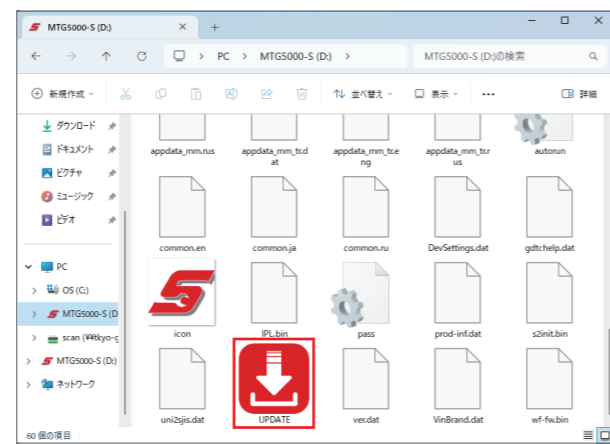 MTG5000-S (D:)
PC > MTG5000-S (D:) >
MTG5000-S (D:)の検索
新規作成
並べ替え
表示
詳細
ダウンロード
ドキュメント
ピクチャ
ミュージック
ビデオ
PC
OS (C:)
MTG5000-S (D
scan (¥¥tkyo-g
MTG5000-S (D:)
ネットワーク
appdata_mm.rus
appdata_mm_tr.d
at
appdata_mm_tr.e
ng
appdata_mm_tr.r
us
autorun
common.en
common.ja
common.ru
DevSettings.dat
gdtchelp.dat
icon
IPL.bin
pass
prod-inf.dat
s2init.bin
uni2sjis.dat
UPDATE
ver.dat
VinBrand.dat
wf-fw.bin
60 個の項目